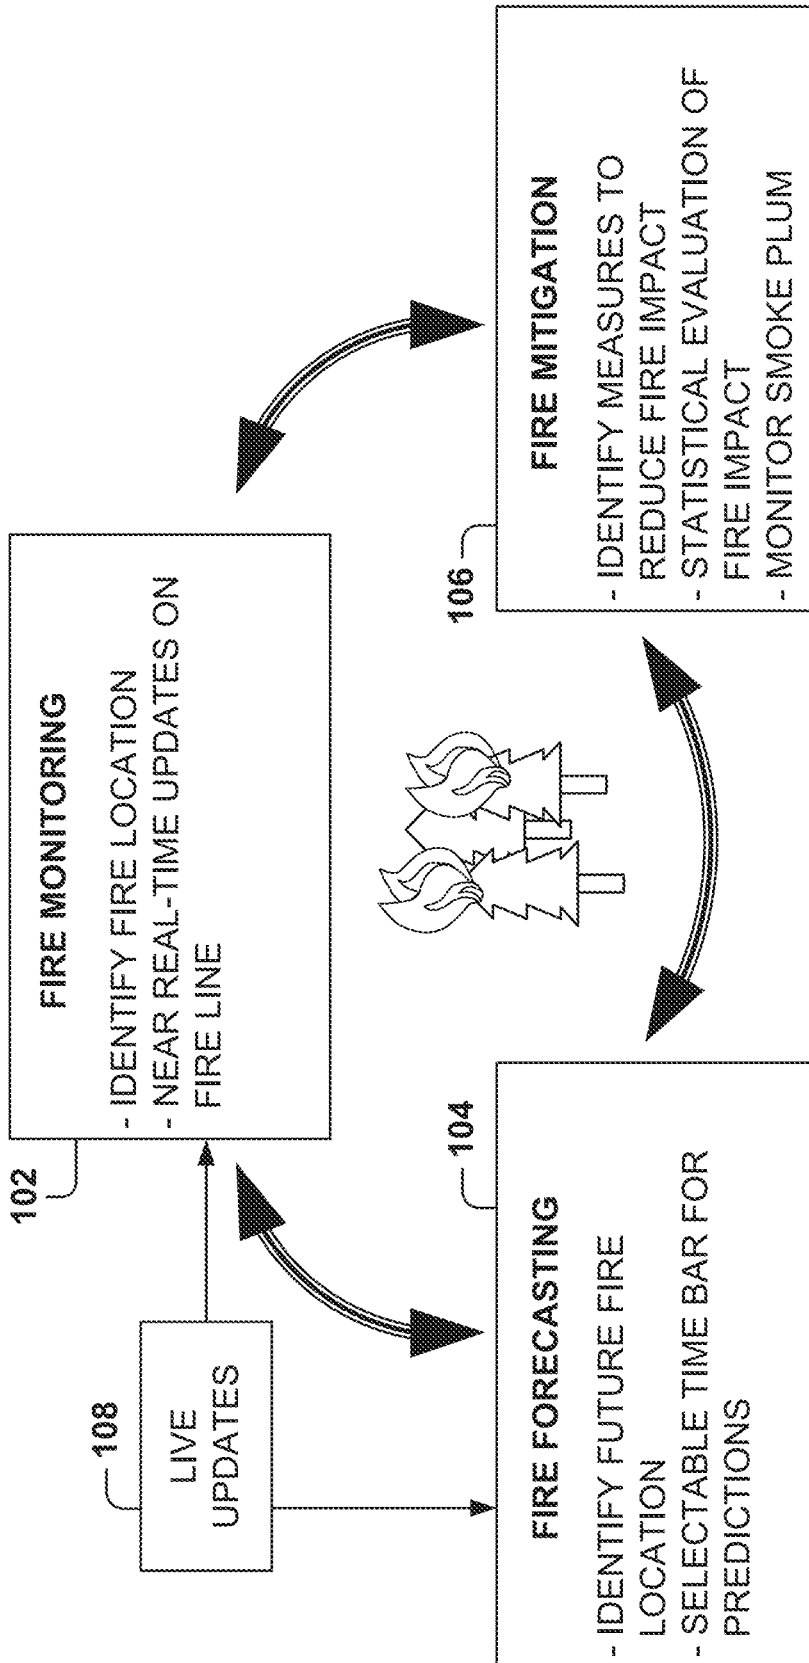 108
LIVE
UPDATES
102
FIRE MONITORING
- IDENTIFY FIRE LOCATION
- NEAR REAL-TIME UPDATES ON
FIRE LINE
104
FIRE FORECASTING
- IDENTIFY FUTURE FIRE
LOCATION
- SELECTABLE TIME BAR FOR
PREDICTIONS
106
FIRE MITIGATION
- IDENTIFY MEASURES TO
REDUCE FIRE IMPACT
- STATISTICAL EVALUATION OF
FIRE IMPACT
- MONITOR SMOKE PLUM